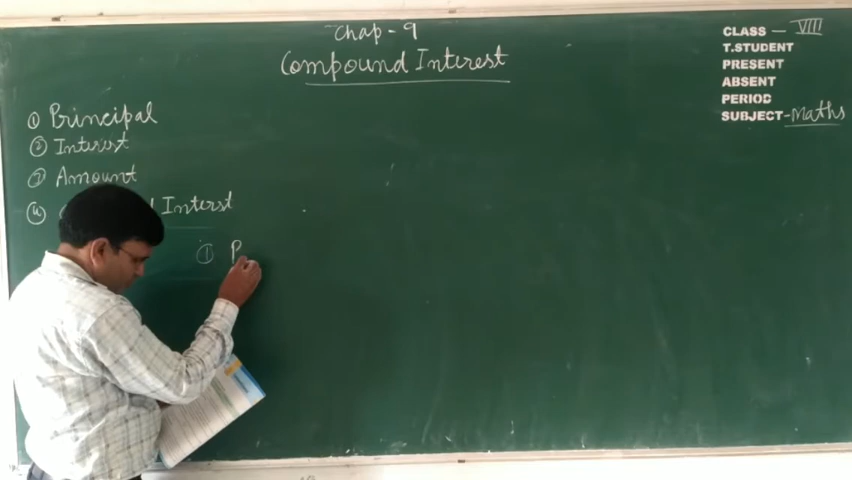 Chap - 9
Compound Interest
CLASS - VIII
T.STUDENT
PRESENT
ABSENT
PERIOD
SUBJECT - Maths
① Principal
② Interest
③ Amount
④ Interst
① P